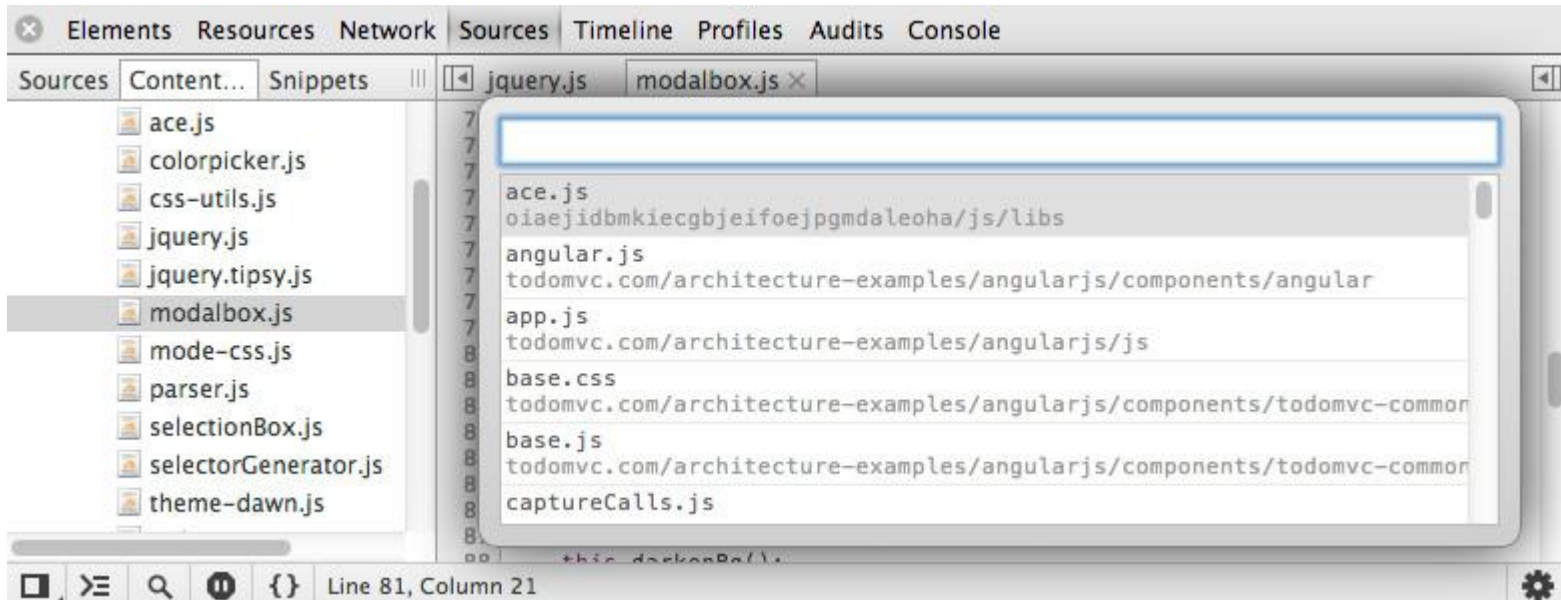 Elements Resources Network Sources Timeline Profiles Audits Console
Sources Content... Snippets jquery.js modalbox.js
ace.js
colorpicker.js
css-utils.js
jquery.js
jquery.tipsy.js
modalbox.js
mode-css.js
parser.js
selectionBox.js
selectorGenerator.js
theme-dawn.js
ace.js
oiaejidbmkiecgbjeifoejpgmdaleoha/js/libs
angular.js
todomvc.com/architecture-examples/angularjs/components/angular
app.js
todomvc.com/architecture-examples/angularjs/js
base.css
todomvc.com/architecture-examples/angularjs/components/todomvc-common
base.js
todomvc.com/architecture-examples/angularjs/components/todomvc-common
captureCalls.js
88 this.darkenBg();
{} Line 81, Column 21